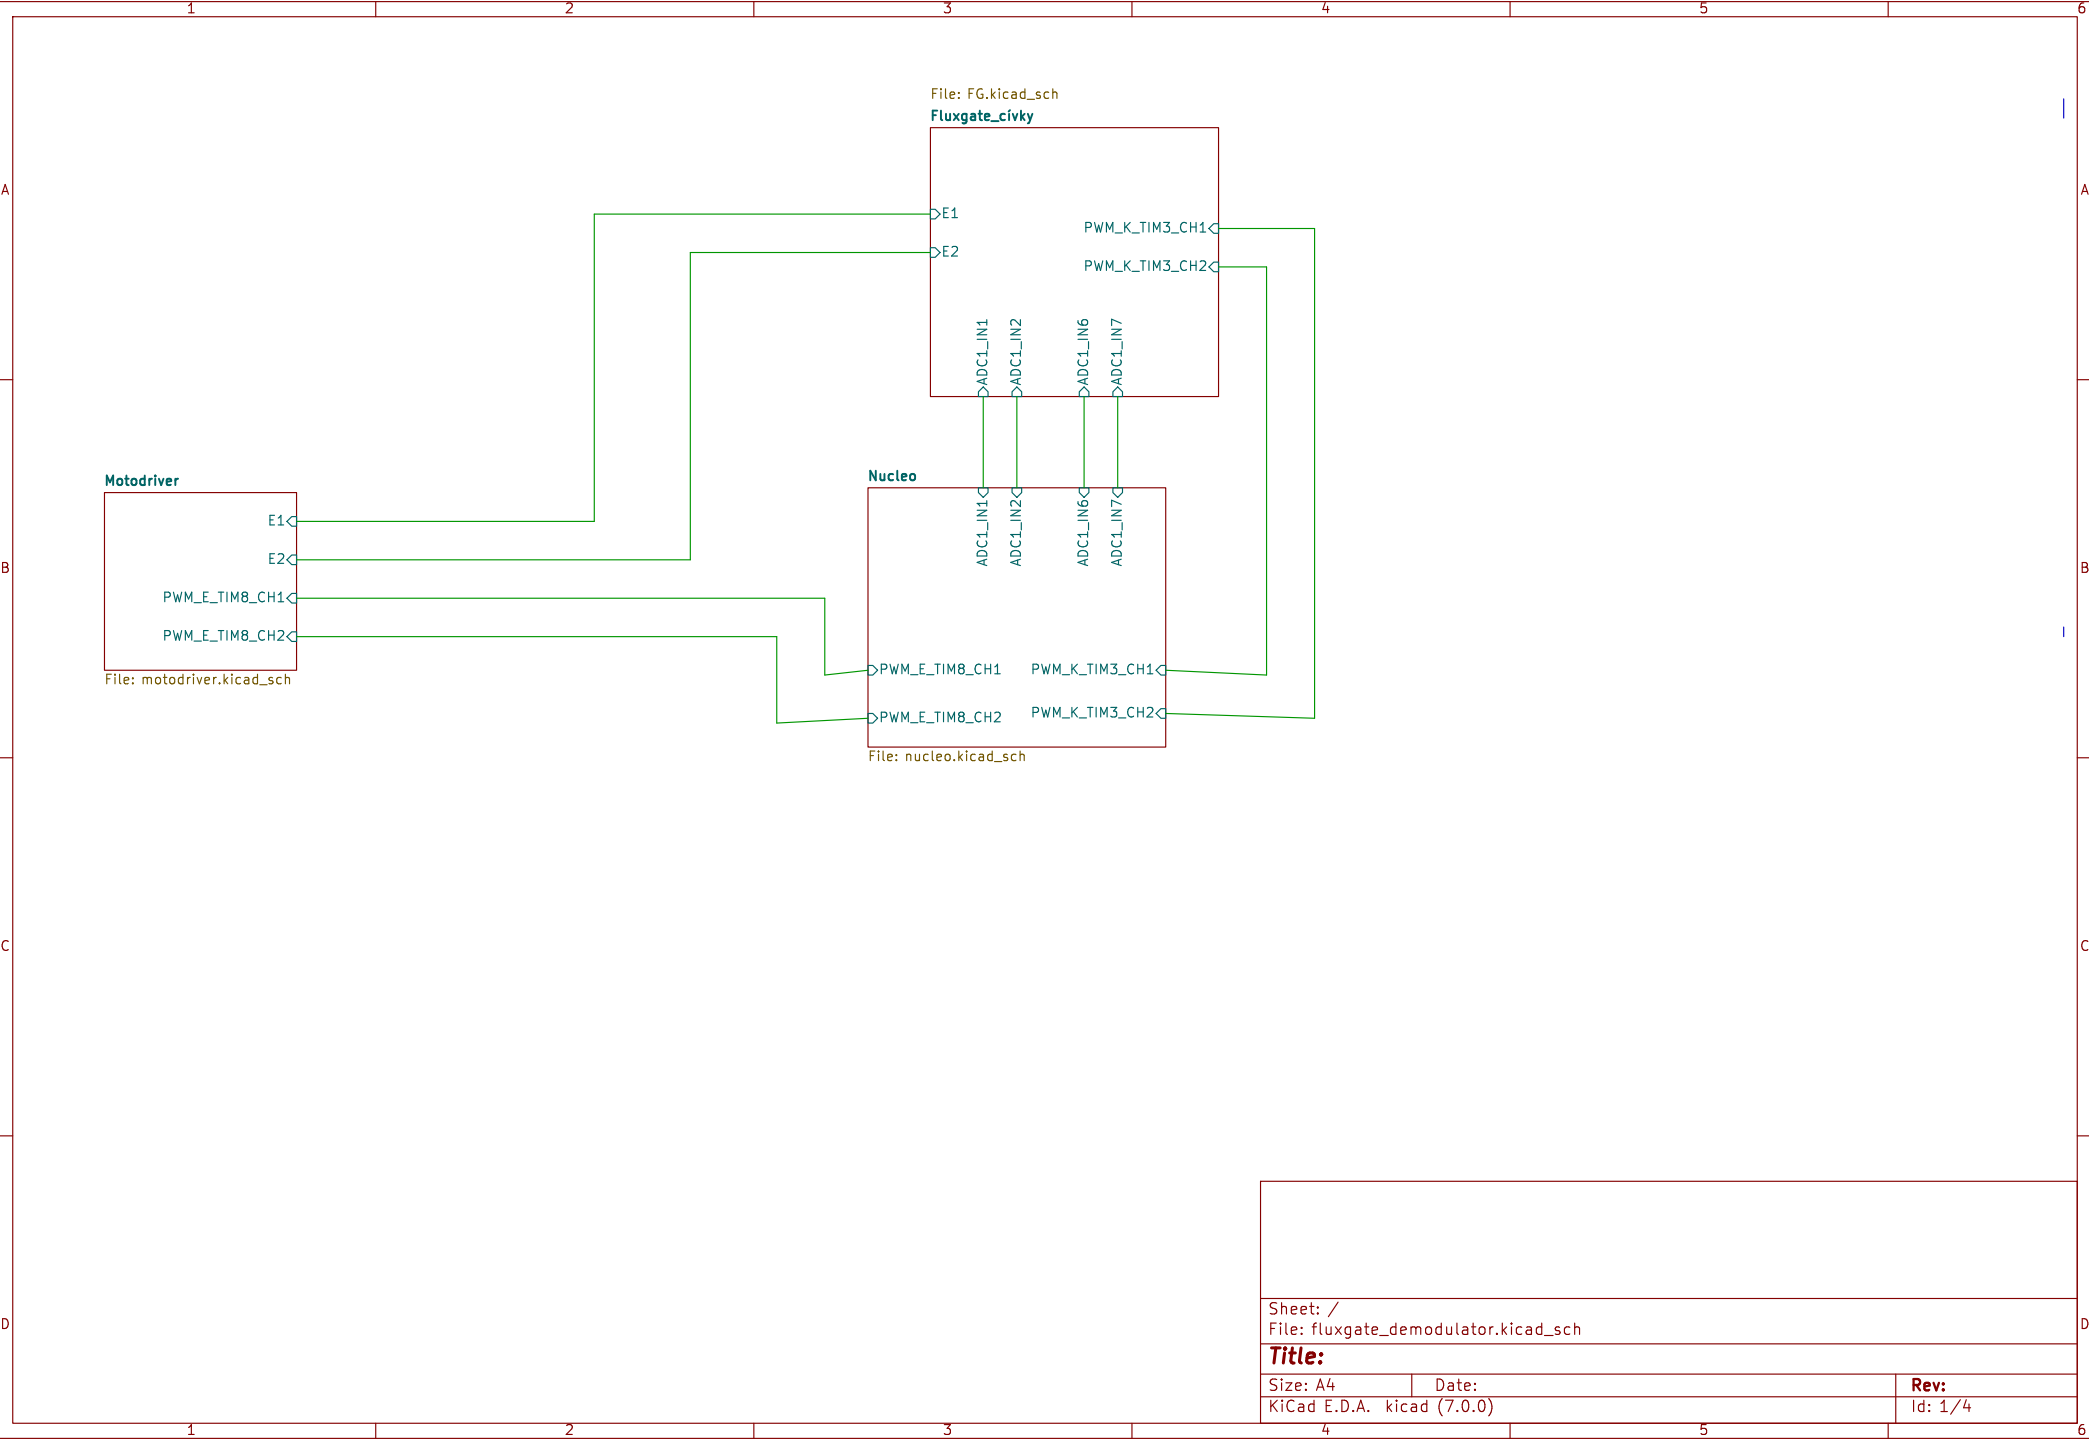 1 2 3 4 5 6
File: FG.kicad_sch
Fluxgate_cívky
A A
E1
PWM_K_TIM3_CH1
E2
PWM_K_TIM3_CH2
ADC1_IN1
ADC1_IN2
ADC1_IN6
ADC1_IN7
Motodriver
E1
E2
PWM_E_TIM8_CH1
PWM_E_TIM8_CH2
File: motodriver.kicad_sch
Nucleo
ADC1_IN1
ADC1_IN2
ADC1_IN6
ADC1_IN7
B B
PWM_E_TIM8_CH1
PWM_K_TIM3_CH1
PWM_E_TIM8_CH2
PWM_K_TIM3_CH2
File: nucleo.kicad_sch
C C
Sheet: /
File: fluxgate_demodulator.kicad_sch
D D
Title:
Size: A4 Date: Rev:
KiCad E.D.A. kicad (7.0.0) Id: 1/4
1 2 3 4 5 6